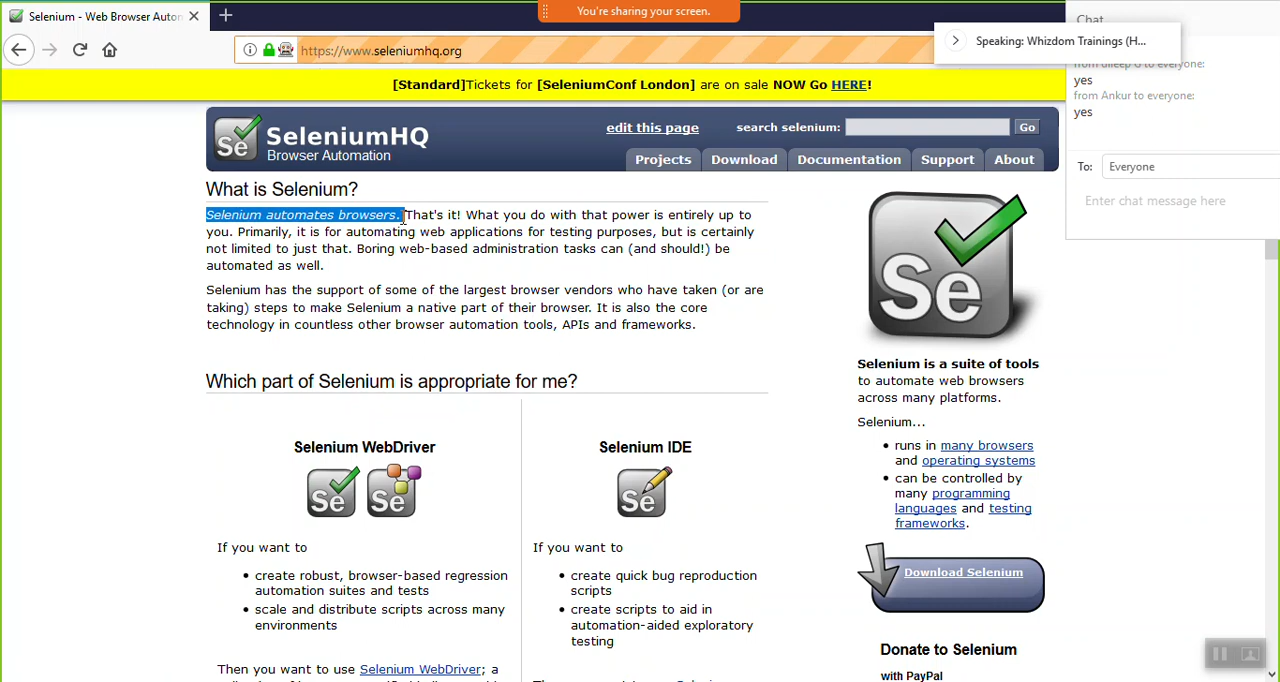 Selenium - Web Browser Autom
You're sharing your screen.
Chat
Speaking: Whizdom Trainings (H...
https://www.seleniumhq.org
from dileep G to everyone:
yes
from Ankur to everyone:
yes
To: Everyone
Enter chat message here
[Standard]Tickets for [SeleniumConf London] are on sale NOW Go HERE!
Se
SeleniumHQ
Browser Automation
edit this page
search selenium:
Go
Projects
Download
Documentation
Support
About
What is Selenium?
Selenium automates browsers. That's it! What you do with that power is entirely up to
you. Primarily, it is for automating web applications for testing purposes, but is certainly
not limited to just that. Boring web-based administration tasks can (and should!) be
automated as well.
Selenium has the support of some of the largest browser vendors who have taken (or are
taking) steps to make Selenium a native part of their browser. It is also the core
technology in countless other browser automation tools, APIs and frameworks.
Se
Selenium is a suite of tools
to automate web browsers
across many platforms.
Selenium...
• runs in many browsers
and operating systems
• can be controlled by
many programming
languages and testing
frameworks.
Download Selenium
Donate to Selenium
with PayPal
Which part of Selenium is appropriate for me?
Selenium WebDriver
Se
Se
If you want to
• create robust, browser-based regression
automation suites and tests
• scale and distribute scripts across many
environments
Then you want to use Selenium WebDriver; a
Selenium IDE
Se
If you want to
• create quick bug reproduction
scripts
• create scripts to aid in
automation-aided exploratory
testing